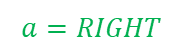 a = RIGHT